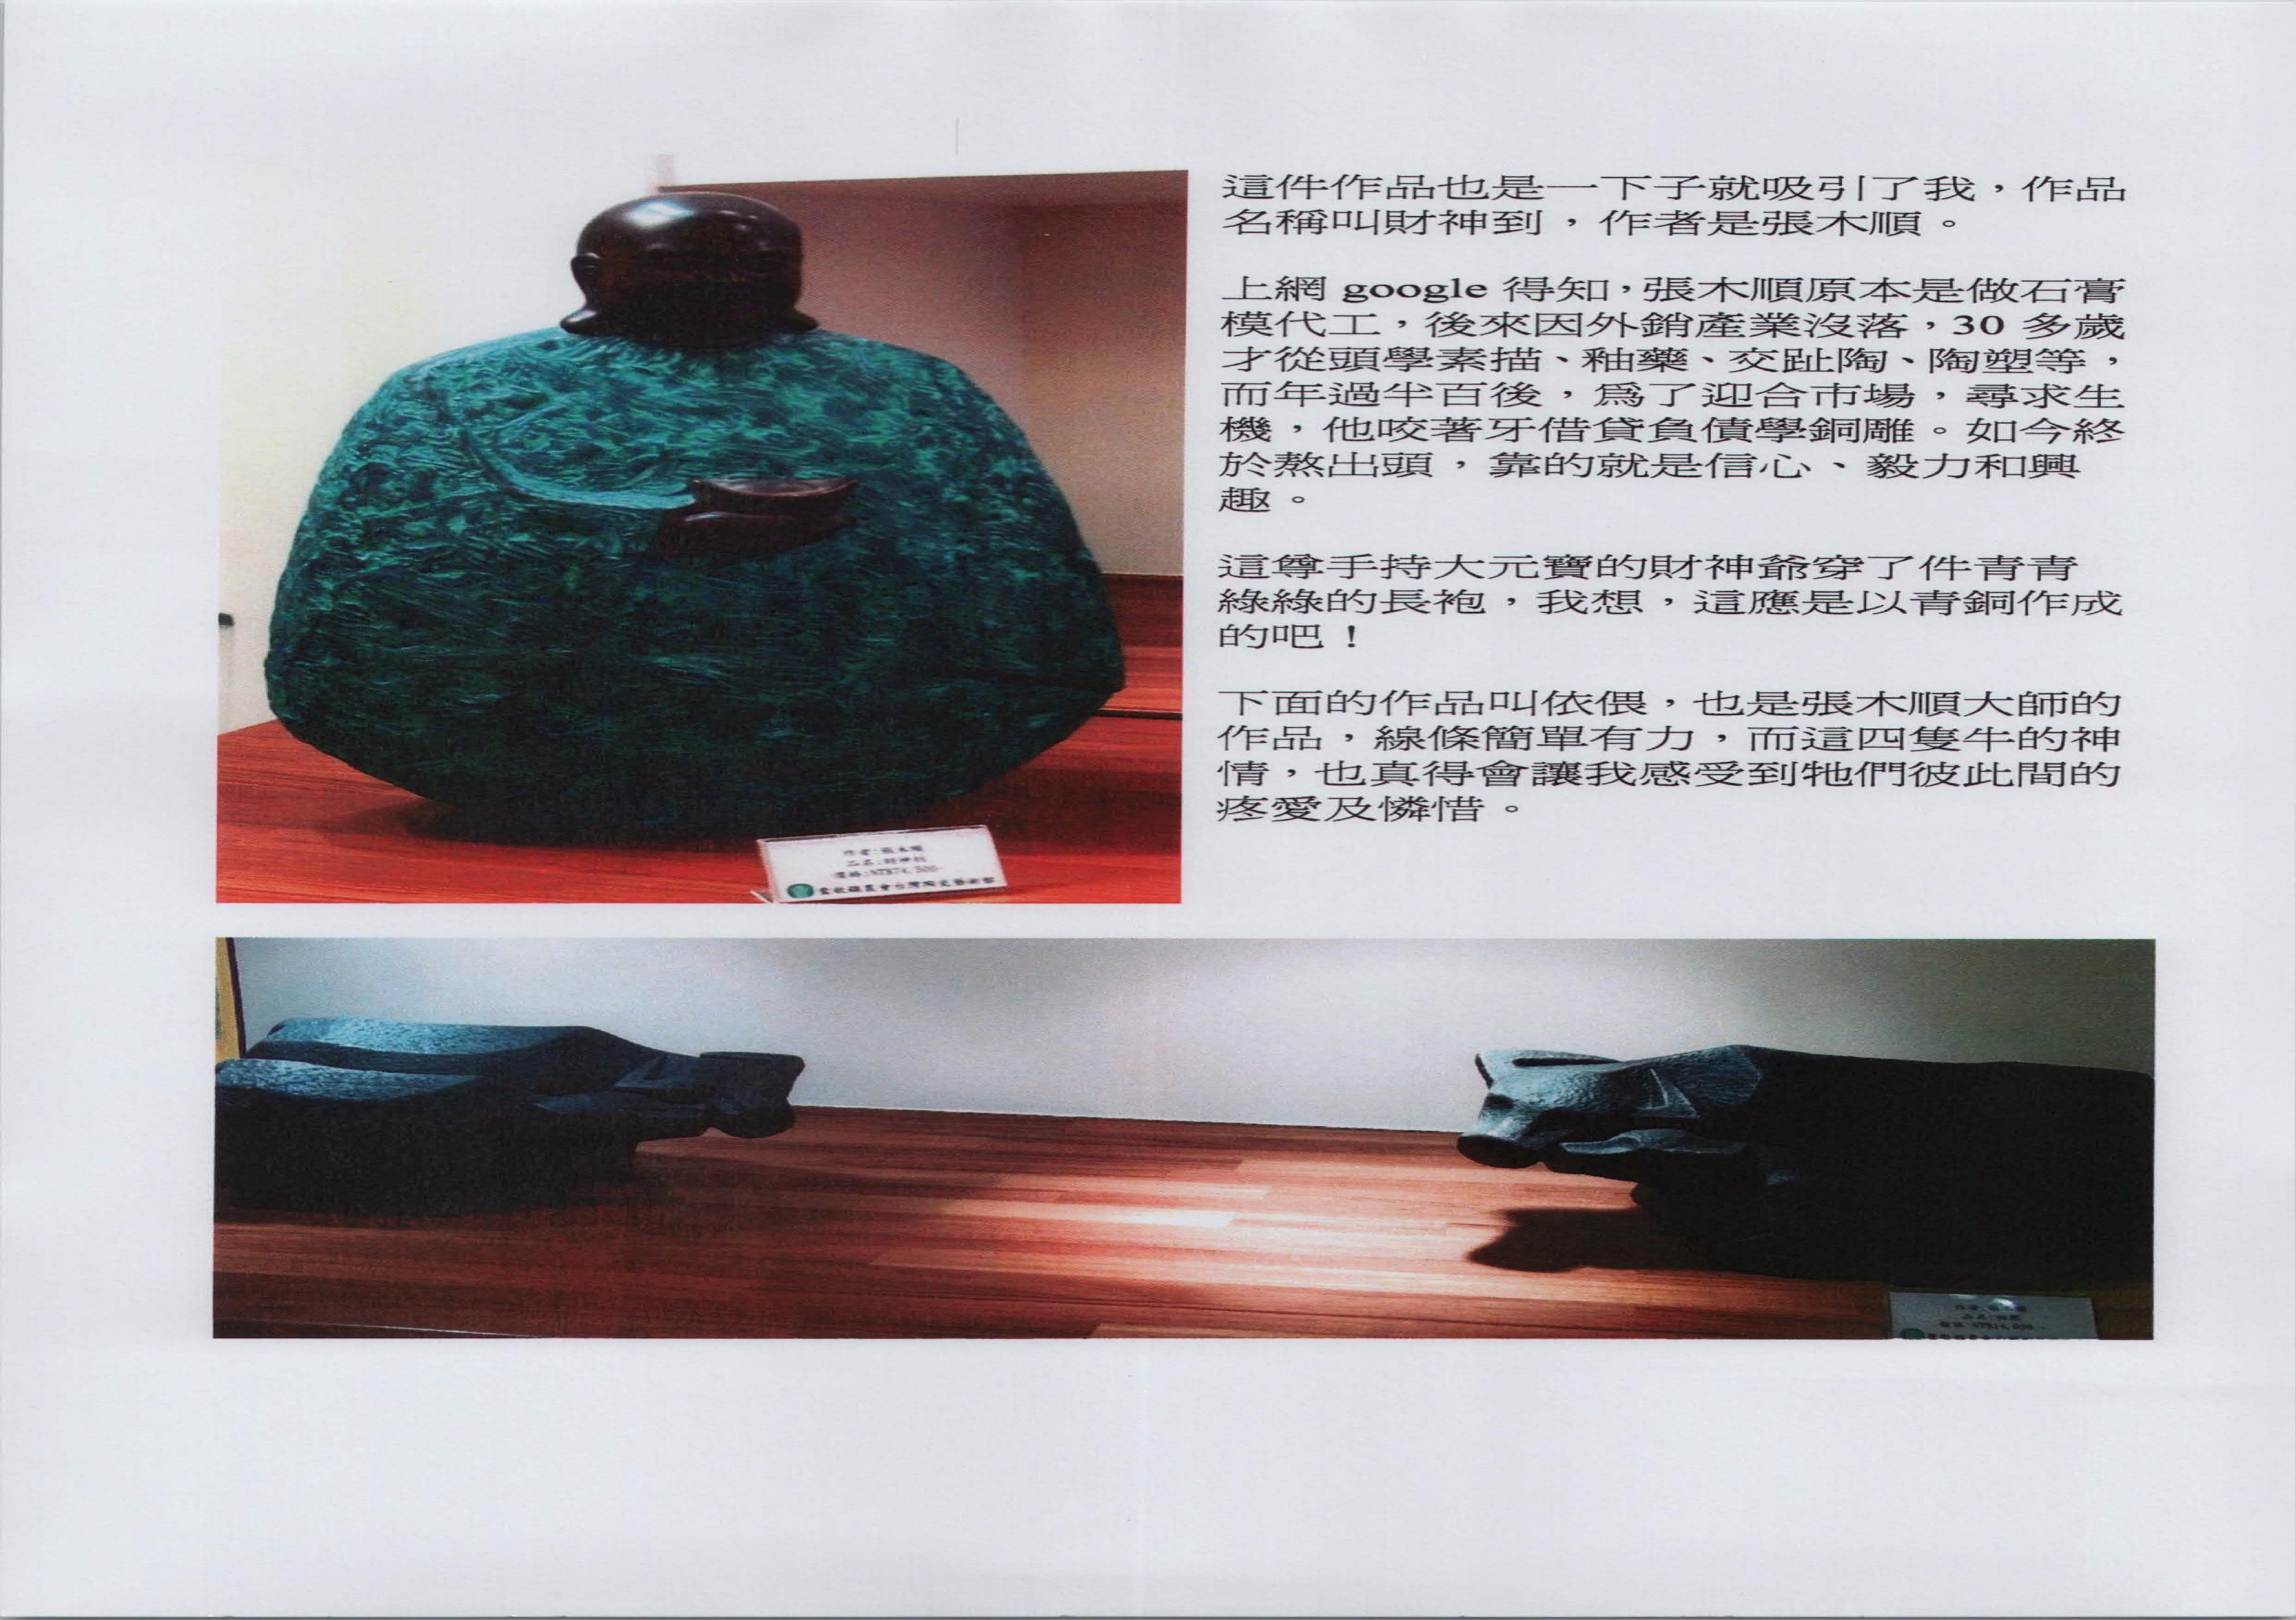 這件作品也是一下子就吸引了我，作品
名稱叫財神到，作者是張木順。
上網 google 得知，張木順原本是做石膏
模代工，後來因外銷產業沒落，30 多歲
才從頭學素描、釉藥、交趾陶、陶塑等，
而年過半百後，為了迎合市場，尋求生
機，他咬著牙借貸負債學銅雕。如今終
於熬出頭，靠的就是信心、毅力和興
趣。
這尊手持大元寶的財神爺穿了件青青
綠綠的長袍，我想，這應是以青銅作成
的吧！
下面的作品叫依偎，也是張木順大師的
作品，線條簡單有力，而這四隻牛的神
情，也真得會讓我感受到牠們彼此間的
疼愛及憐惜。
作者:張木順
品名:財神到
價格:NT$74,500-